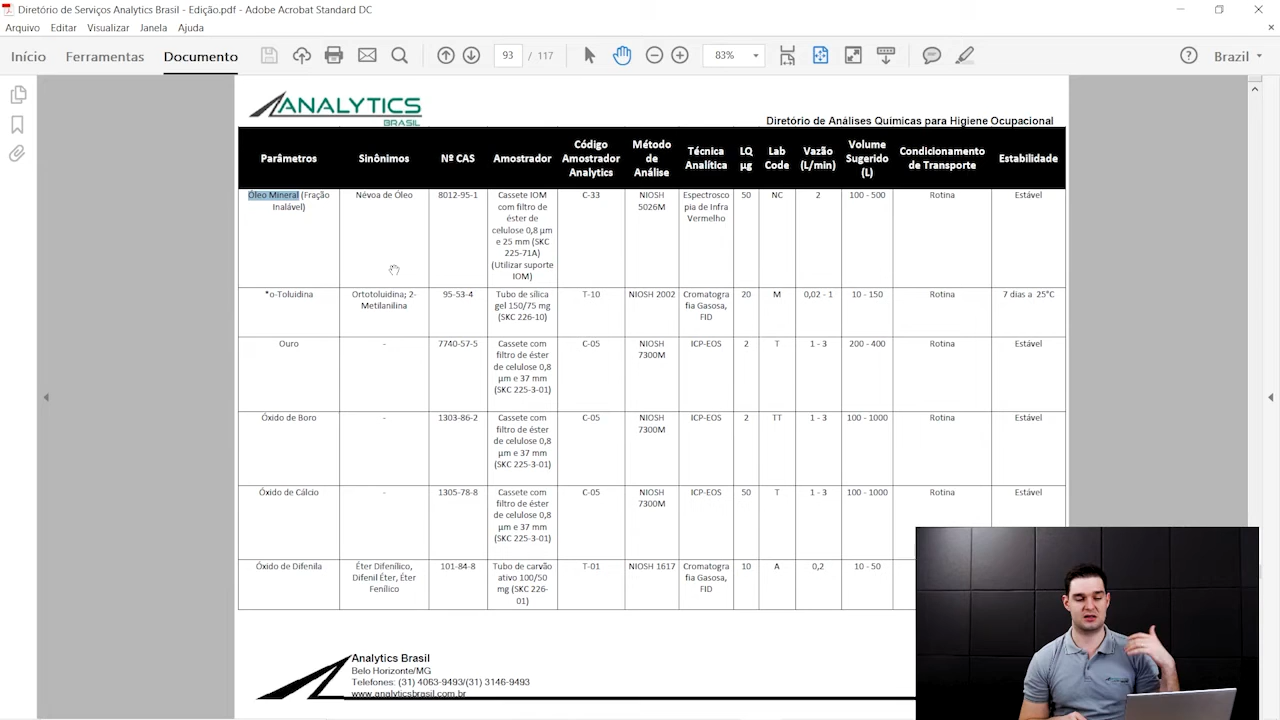 Diretório de Serviços Analytics Brasil - Edição.pdf - Adobe Acrobat Standard DC
Arquivo Editar Visualizar Janela Ajuda
Início Ferramentas Documento 93 / 117 83% Brazil
ANALYTICS
BRASIL
Diretório de Análises Químicas para Higiene Ocupacional
Parâmetros Sinônimos Nº CAS Amostrador Código Amostrador Analytics Método de Análise Técnica Analítica LQ µg Lab Code Vazão (L/min) Volume Sugerido (L) Condicionamento de Transporte Estabilidade
Óleo Mineral (Fração Inalável) Névoa de Óleo 8012-95-1 Cassete IOM com filtro de éster de celulose 0,8 µm e 25 mm (SKC 225-71A) (Utilizar suporte IOM) C-33 NIOSH 5026M Espectroscopia de Infra Vermelho 50 NC 2 100 - 500 Rotina Estável
*o-Toluidina Ortotoluidina; 2-Metilanilina 95-53-4 Tubo de sílica gel 150/75 mg (SKC 226-10) T-10 NIOSH 2002 Cromatografia Gasosa, FID 20 M 0,02 - 1 10 - 150 Rotina 7 dias a 25°C
Ouro - 7740-57-5 Cassete com filtro de éster de celulose 0,8 µm e 37 mm (SKC 225-3-01) C-05 NIOSH 7300M ICP-EOS 2 T 1 - 3 200 - 400 Rotina Estável
Óxido de Boro - 1303-86-2 Cassete com filtro de éster de celulose 0,8 µm e 37 mm (SKC 225-3-01) C-05 NIOSH 7300M ICP-EOS 2 TT 1 - 3 100 - 1000 Rotina Estável
Óxido de Cálcio - 1305-78-8 Cassete com filtro de éster de celulose 0,8 µm e 37 mm (SKC 225-3-01) C-05 NIOSH 7300M ICP-EOS 50 T 1 - 3 100 - 1000 Rotina Estável
Óxido de Difenila Éter Difenílico, Difenil Éter, Éter Fenílico 101-84-8 Tubo de carvão ativo 100/50 mg (SKC 226-01) T-01 NIOSH 1617 Cromatografia Gasosa, FID 10 A 0,2 10 - 50
Analytics Brasil
Belo Horizonte/MG
Telefones: (31) 4063-9493/(31) 3146-9493
www.analyticsbrasil.com.br